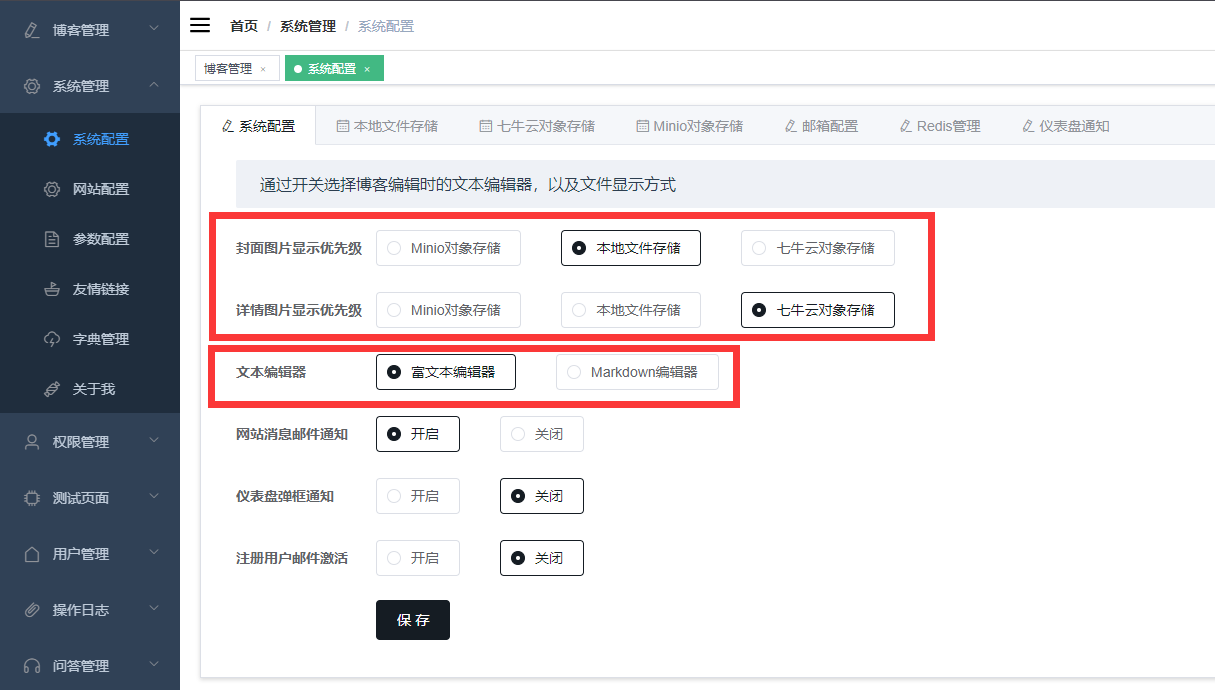 博客管理
系统管理
系统配置
网站配置
参数配置
友情链接
字典管理
关于我
权限管理
测试页面
用户管理
操作日志
问答管理
首页 / 系统管理 / 系统配置
博客管理 × 系统配置 ×
系统配置 本地文件存储 七牛云对象存储 Minio对象存储 邮箱配置 Redis管理 仪表盘通知
通过开关选择博客编辑时的文本编辑器，以及文件显示方式
封面图片显示优先级 Minio对象存储 本地文件存储 七牛云对象存储
详情图片显示优先级 Minio对象存储 本地文件存储 七牛云对象存储
文本编辑器 富文本编辑器 Markdown编辑器
网站消息邮件通知 开启 关闭
仪表盘弹框通知 开启 关闭
注册用户邮件激活 开启 关闭
保 存